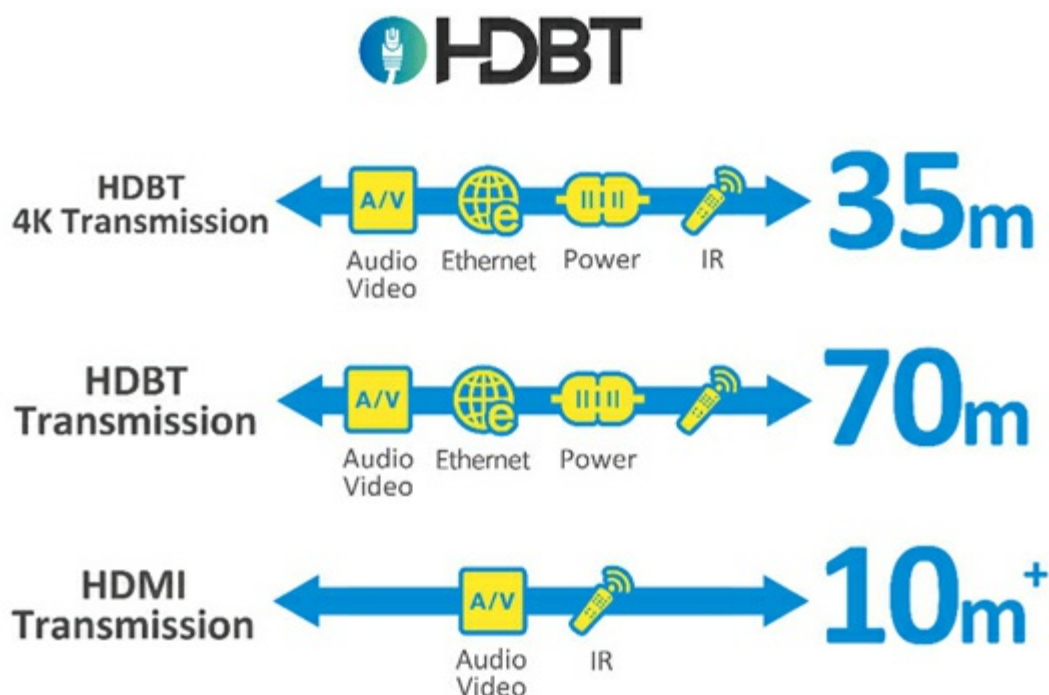 HDBT
HDBT
4K Transmission
A/V
e
35m
Audio
Video
Ethernet
Power
IR
HDBT
Transmission
A/V
e
70m
Audio
Video
Ethernet
Power
HDMI
Transmission
A/V
10m+
Audio
Video
IR